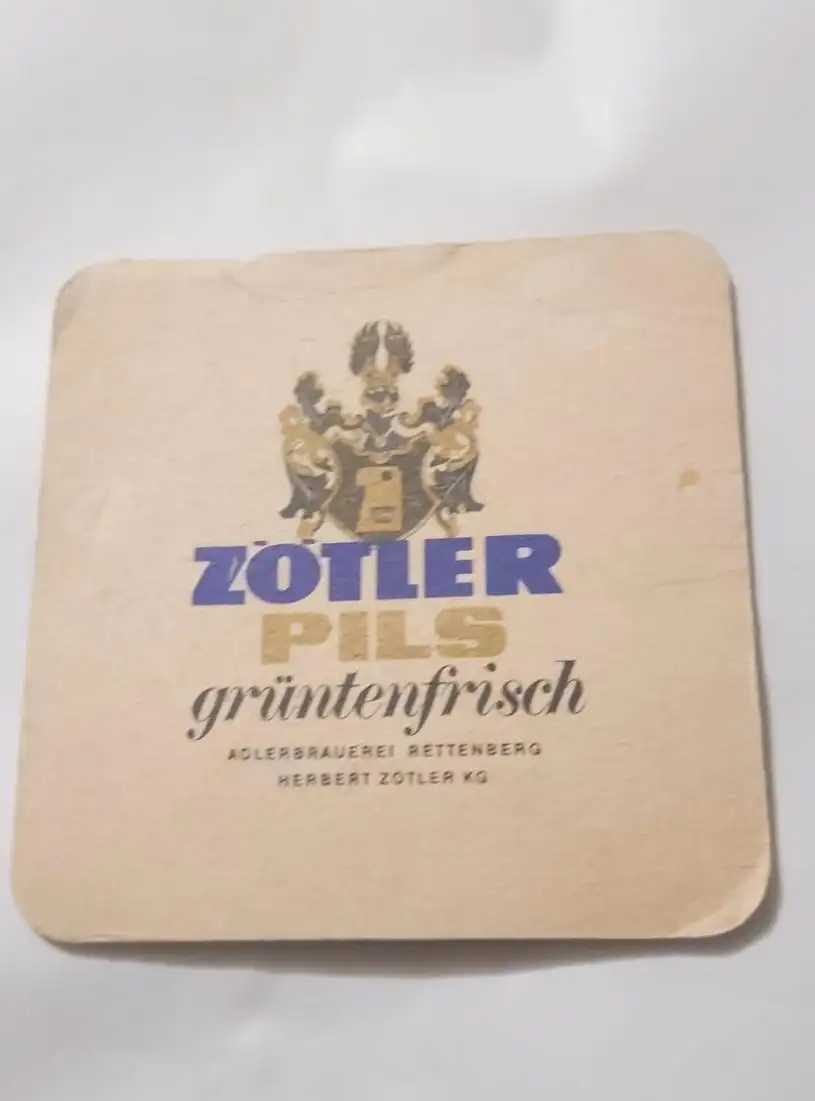 ZÖTLER
PILS
grüntenfrisch
ADLERBRAUEREI RETTENBERG
HERBERT ZÖTLER KG